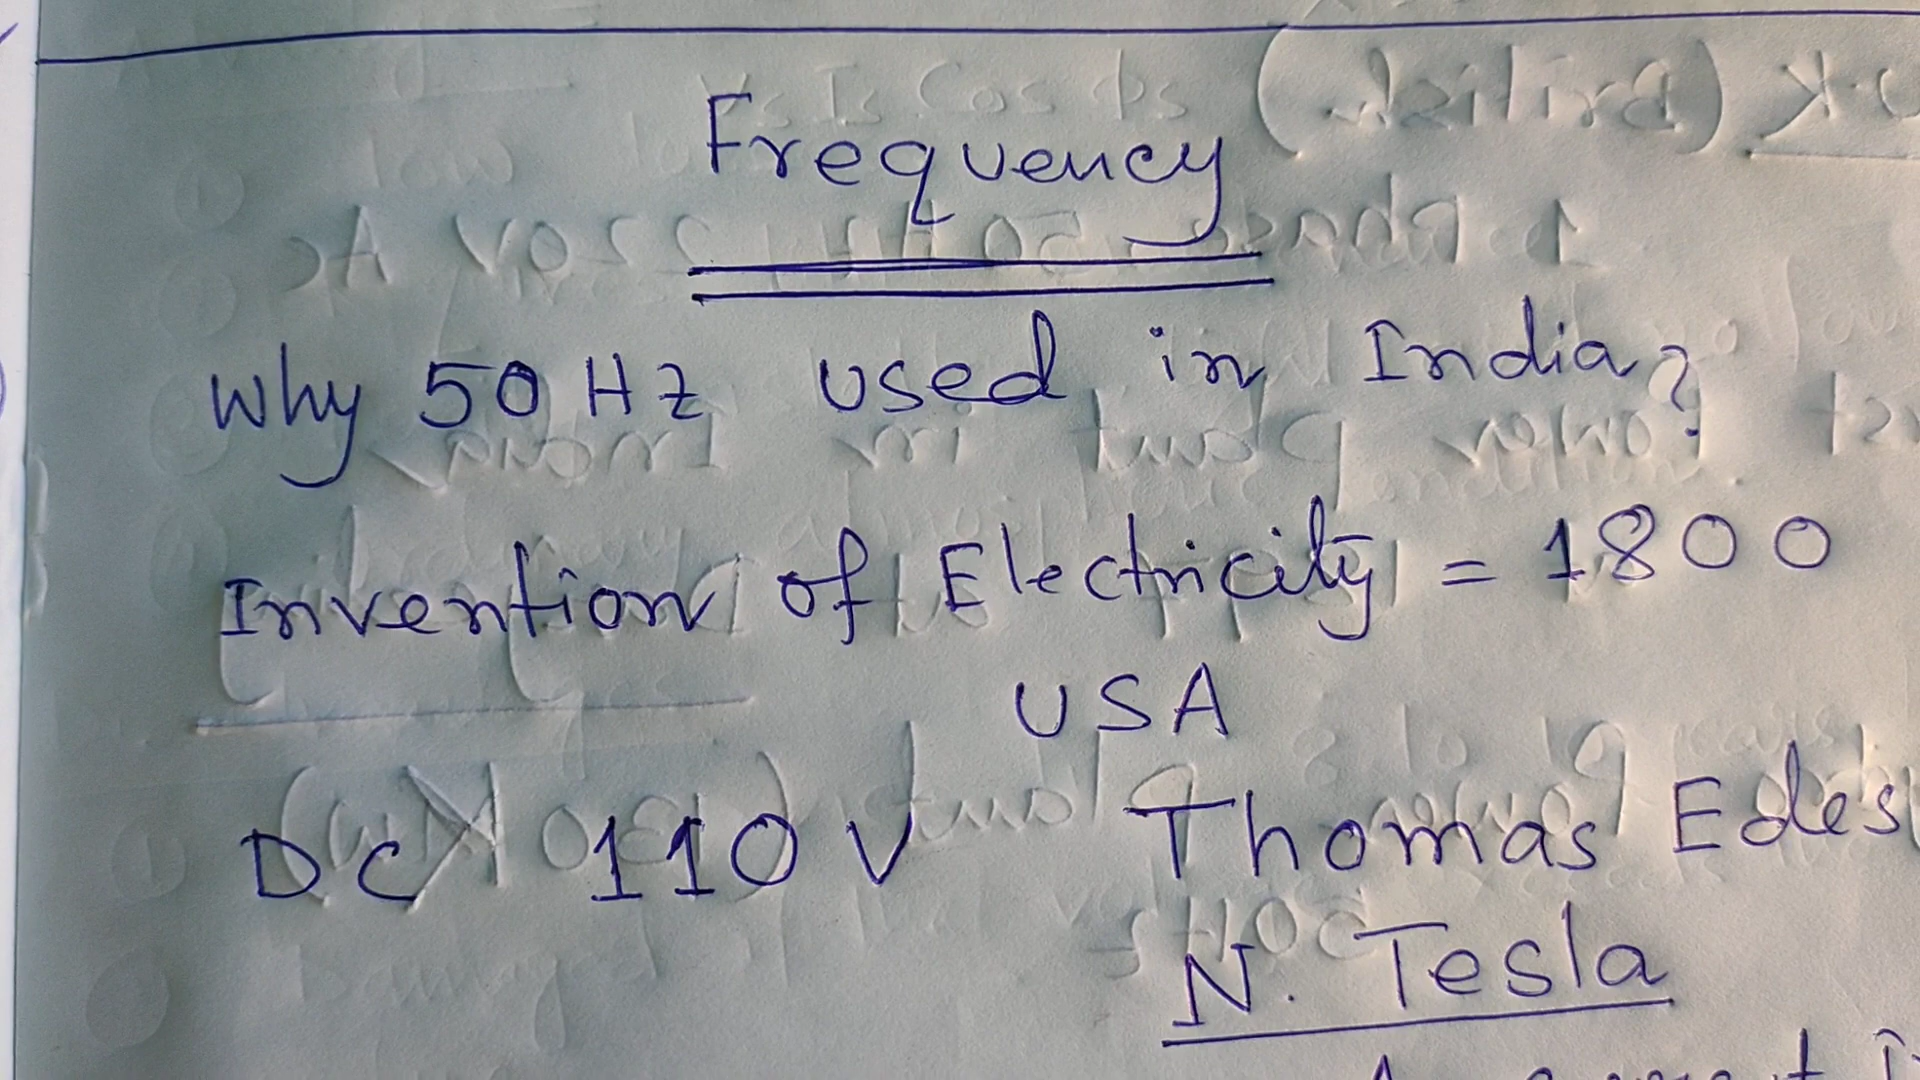 Frequency
Why 50 Hz used in India?
Invention of Electricity = 1800
USA
DC 110 V Thomas Edes
N. Tesla